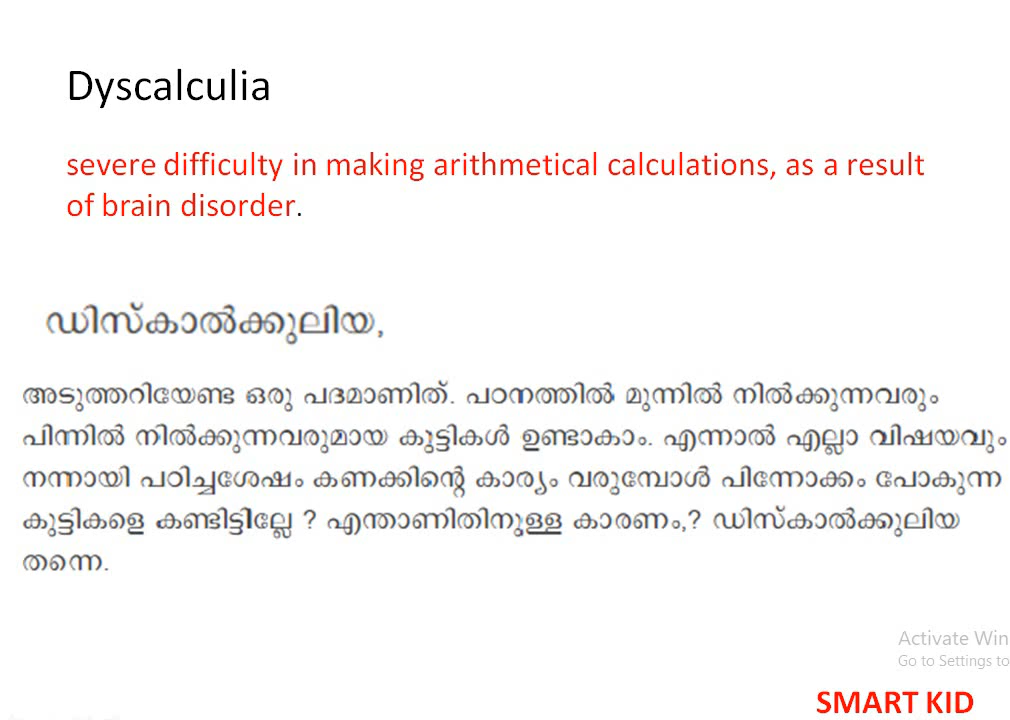 Dyscalculia
severe difficulty in making arithmetical calculations, as a result
of brain disorder.
ഡിസ്കാൽക്കുലിയ,
അടുത്തറിയേണ്ട ഒരു പദമാണിത്. പഠനത്തിൽ മുന്നിൽ നിൽക്കുന്നവരും
പിന്നിൽ നിൽക്കുന്നവരുമായ കുട്ടികൾ ഉണ്ടാകാം. എന്നാൽ എല്ലാ വിഷയവും
നന്നായി പഠിച്ചശേഷം കണക്കിന്റെ കാര്യം വരുമ്പോൾ പിന്നോക്കം പോകുന്ന
കുട്ടികളെ കണ്ടിട്ടില്ലേ ? എന്താണിതിനുള്ള കാരണം,? ഡിസ്കാൽക്കുലിയ
തന്നെ.
Activate Win
Go to Settings to
SMART KID